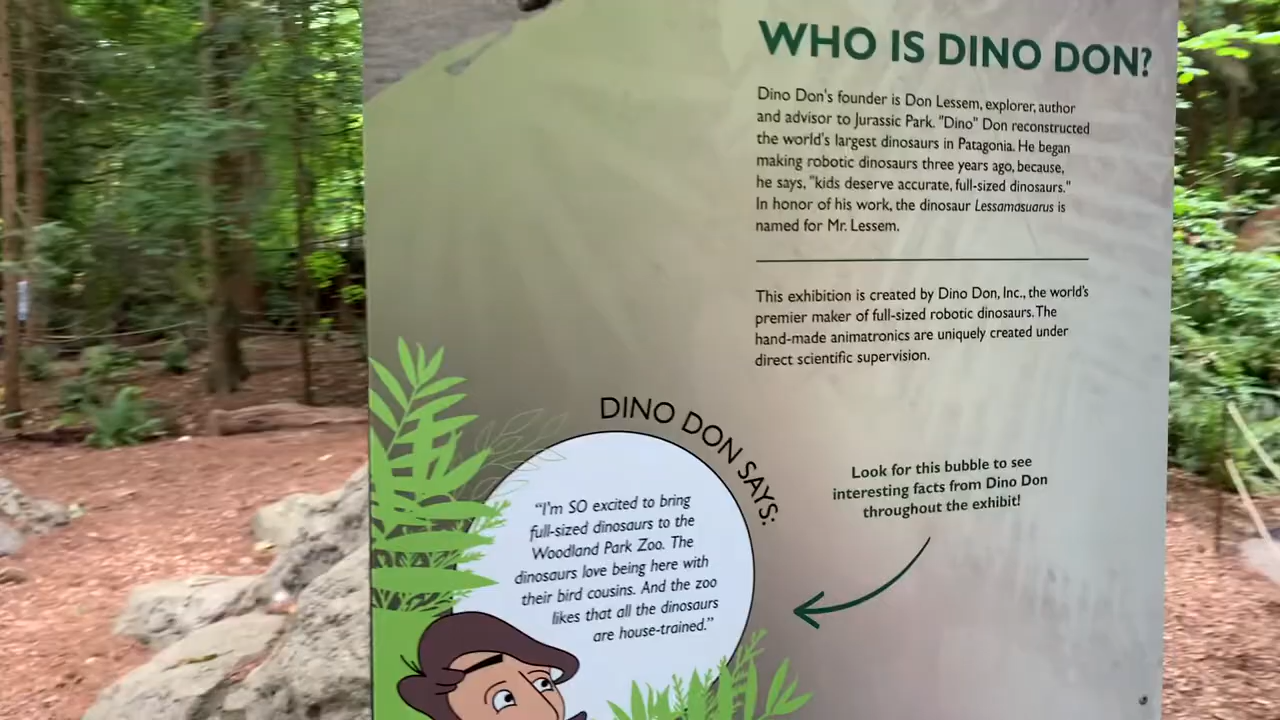 WHO IS DINO DON?
Dino Don's founder is Don Lessem, explorer, author
and advisor to Jurassic Park. "Dino" Don reconstructed
the world's largest dinosaurs in Patagonia. He began
making robotic dinosaurs three years ago, because,
he says, "kids deserve accurate, full-sized dinosaurs."
In honor of his work, the dinosaur Lessamasuarus is
named for Mr. Lessem.
This exhibition is created by Dino Don, Inc., the world's
premier maker of full-sized robotic dinosaurs. The
hand-made animatronics are uniquely created under
direct scientific supervision.
DINO DON SAYS:
"I'm SO excited to bring
full-sized dinosaurs to the
Woodland Park Zoo. The
dinosaurs love being here with
their bird cousins. And the zoo
likes that all the dinosaurs
are house-trained."
Look for this bubble to see
interesting facts from Dino Don
throughout the exhibit!